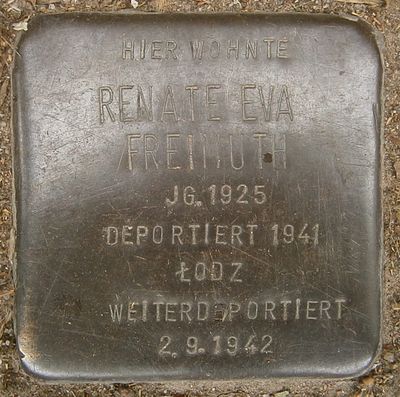 HIER WOHNTE
RENATE EVA
FREIMUTH
JG. 1925
DEPORTIERT 1941
ŁODZ
WEITERDEPORTIERT
2.9.1942